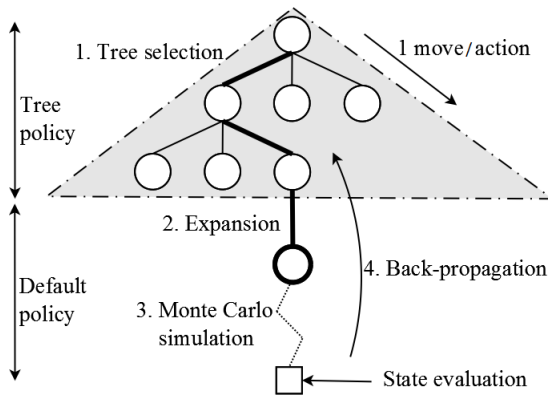 1. Tree selection
1 move/action
Tree
policy
2. Expansion
Default
policy
3. Monte Carlo
simulation
4. Back-propagation
State evaluation